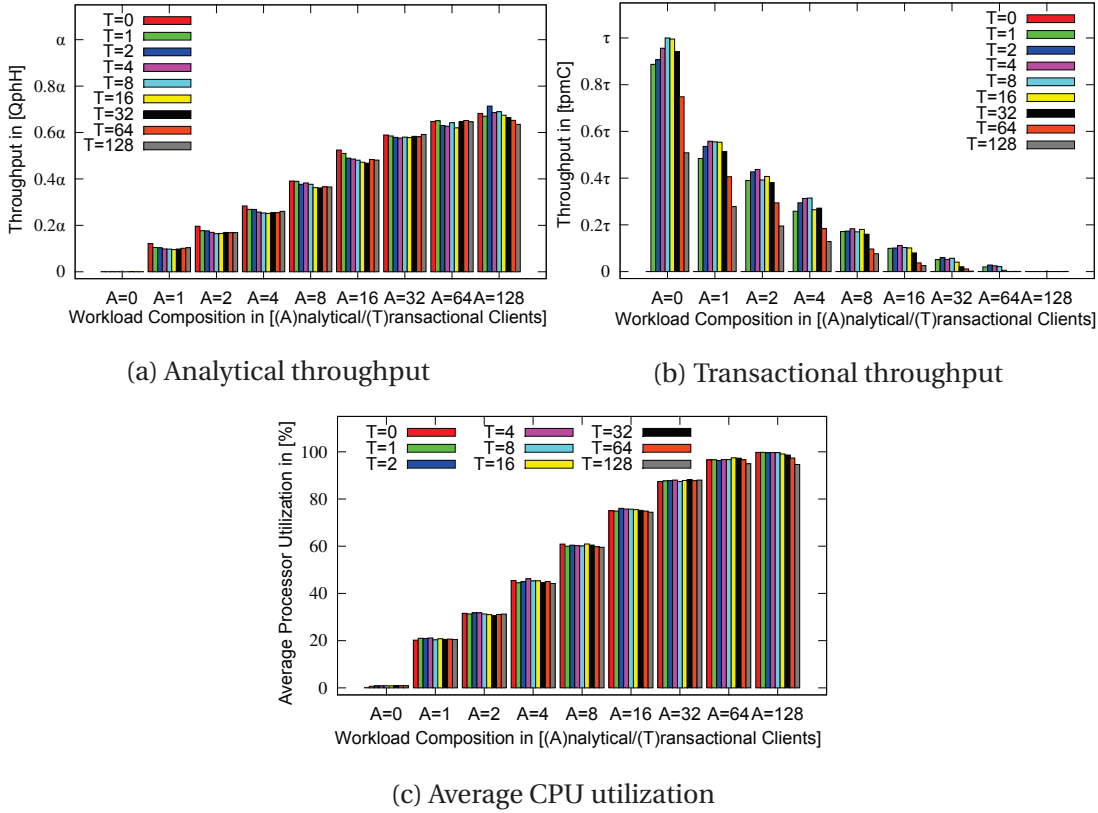 Throughput in [QphH]
α
0.8α
0.6α
0.4α
0.2α
0
T=0
T=1
T=2
T=4
T=8
T=16
T=32
T=64
T=128
A=0 A=1 A=2 A=4 A=8 A=16 A=32 A=64 A=128
Workload Composition in [(A)nalytical/(T)ransactional Clients]
(a) Analytical throughput
Throughput in [tpmC]
τ
0.8τ
0.6τ
0.4τ
0.2τ
0
T=0
T=1
T=2
T=4
T=8
T=16
T=32
T=64
T=128
A=0 A=1 A=2 A=4 A=8 A=16 A=32 A=64 A=128
Workload Composition in [(A)nalytical/(T)ransactional Clients]
(b) Transactional throughput
Average Processor Utilization in [%]
100
80
60
40
20
0
T=0 T=4 T=32
T=1 T=8 T=64
T=2 T=16 T=128
A=0 A=1 A=2 A=4 A=8 A=16 A=32 A=64 A=128
Workload Composition in [(A)nalytical/(T)ransactional Clients]
(c) Average CPU utilization